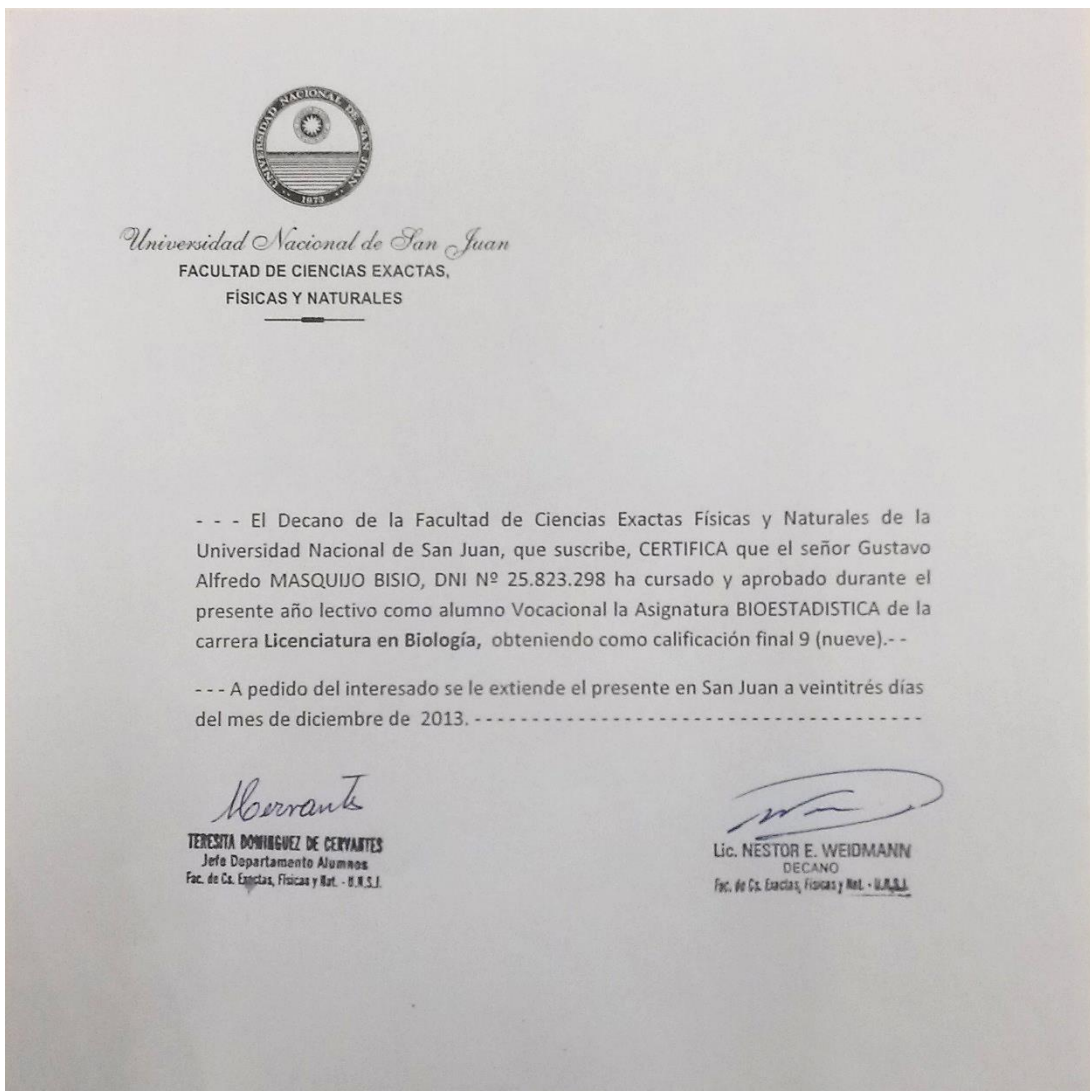 UNIVERSIDAD NACIONAL DE SAN JUAN
1973
Universidad Nacional de San Juan
FACULTAD DE CIENCIAS EXACTAS,
FÍSICAS Y NATURALES
- - - El Decano de la Facultad de Ciencias Exactas Físicas y Naturales de la
Universidad Nacional de San Juan, que suscribe, CERTIFICA que el señor Gustavo
Alfredo MASQUIJO BISIO, DNI Nº 25.823.298 ha cursado y aprobado durante el
presente año lectivo como alumno Vocacional la Asignatura BIOESTADISTICA de la
carrera Licenciatura en Biología, obteniendo como calificación final 9 (nueve).- -
- - - A pedido del interesado se le extiende el presente en San Juan a veintitrés días
del mes de diciembre de 2013. - - - - - - - - - - - - - - - - - - - - - - - - - - - - - - - - - - - - - - -
TERESITA DOMINGUEZ DE CERVANTES
Jefe Departamento Alumnos
Fac. de Cs. Exactas, Físicas y Nat. - U.N.S.J.
Lic. NESTOR E. WEIDMANN
DECANO
Fac. de Cs. Exactas, Físicas y Nat. - U.N.S.J.